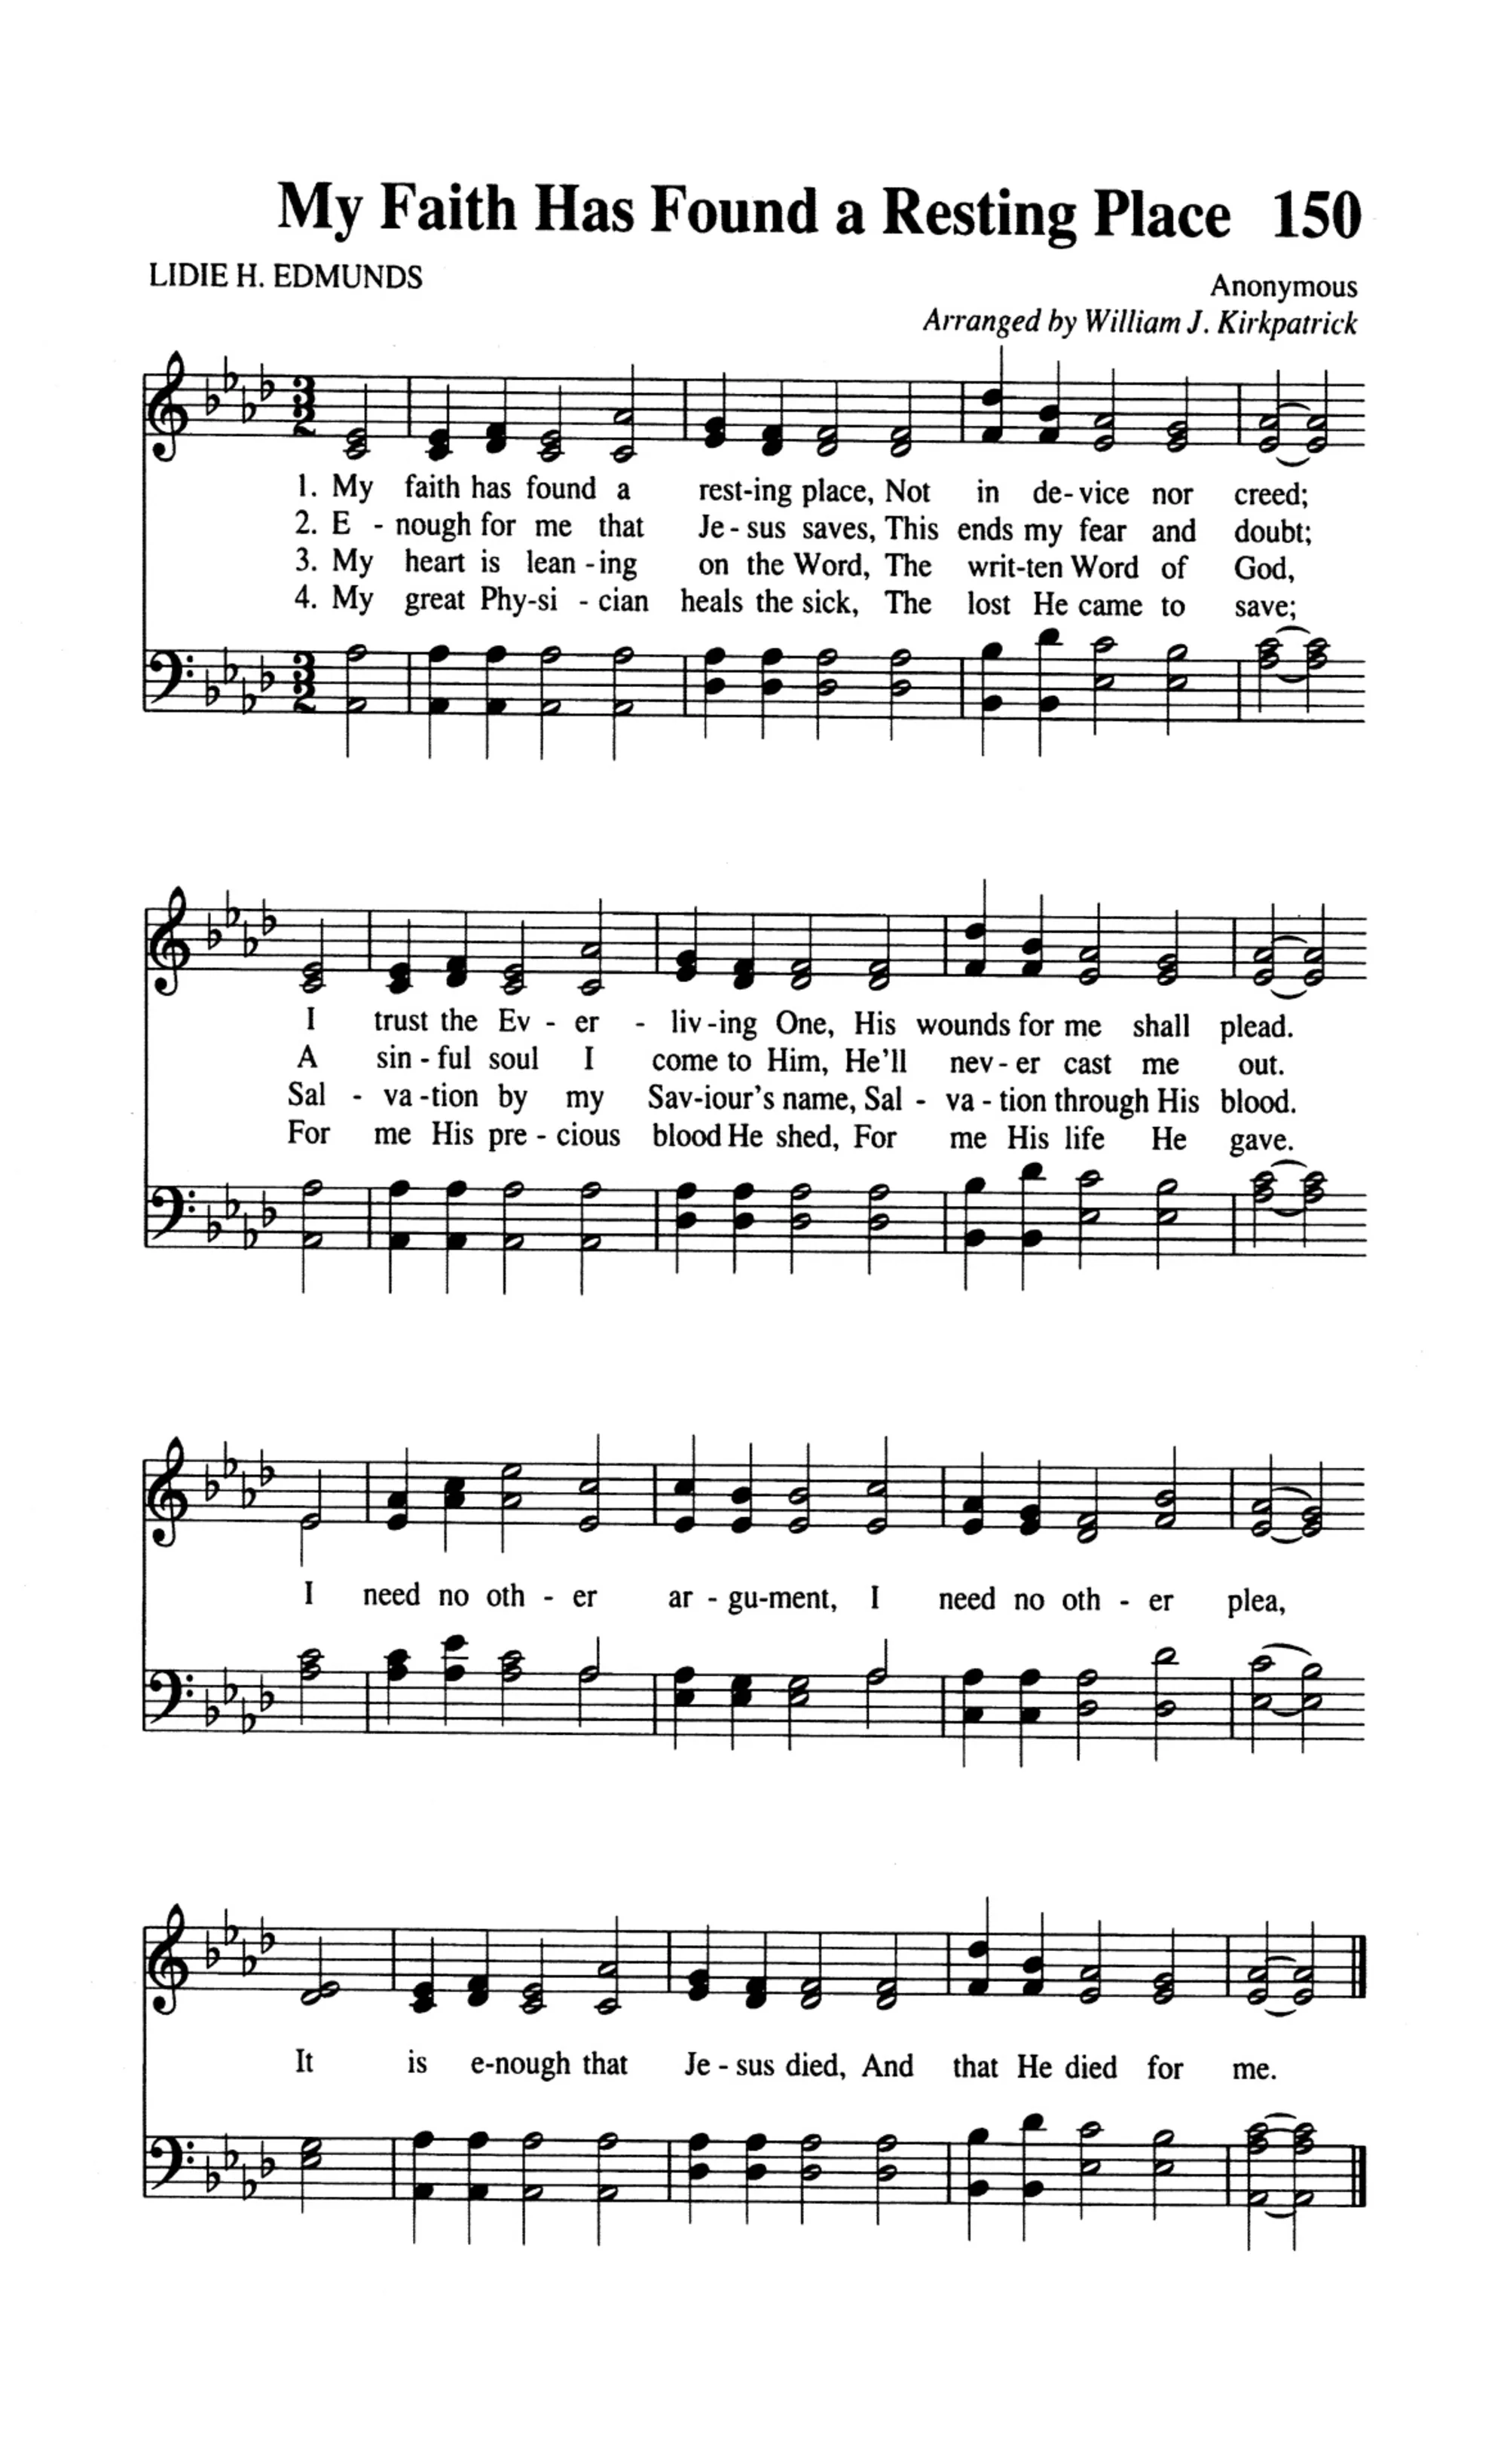 My Faith Has Found a Resting Place 150
LIDIE H. EDMUNDS
Anonymous
Arranged by William J. Kirkpatrick
3 2
1. My faith has found a rest-ing place, Not in de-vice nor creed;
2. E - nough for me that Je - sus saves, This ends my fear and doubt;
3. My heart is lean -ing on the Word, The writ-ten Word of God,
4. My great Phy-si - cian heals the sick, The lost He came to save;
3 2
I trust the Ev - er - liv -ing One, His wounds for me shall plead.
A sin - ful soul I come to Him, He'll nev - er cast me out.
Sal - va -tion by my Sav-iour's name, Sal - va - tion through His blood.
For me His pre - cious blood He shed, For me His life He gave.
I need no oth - er ar - gu-ment, I need no oth - er plea,
It is e-nough that Je - sus died, And that He died for me.